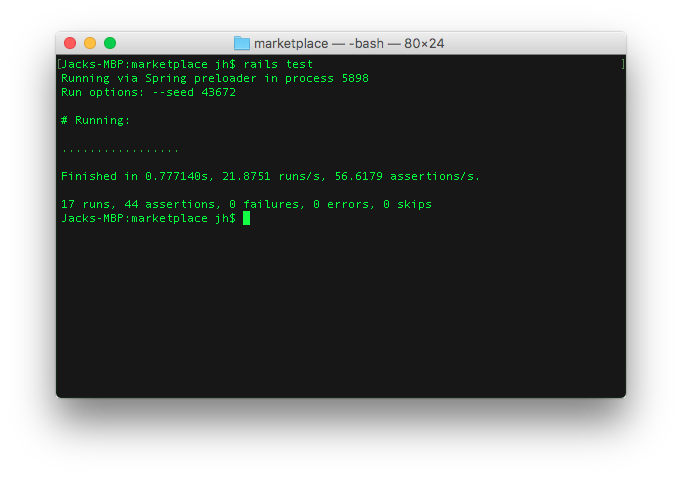 marketplace — -bash — 80×24
[Jacks-MBP:marketplace jh$ rails test ]
Running via Spring preloader in process 5898
Run options: --seed 43672
# Running:
.................
Finished in 0.777140s, 21.8751 runs/s, 56.6179 assertions/s.
17 runs, 44 assertions, 0 failures, 0 errors, 0 skips
Jacks-MBP:marketplace jh$